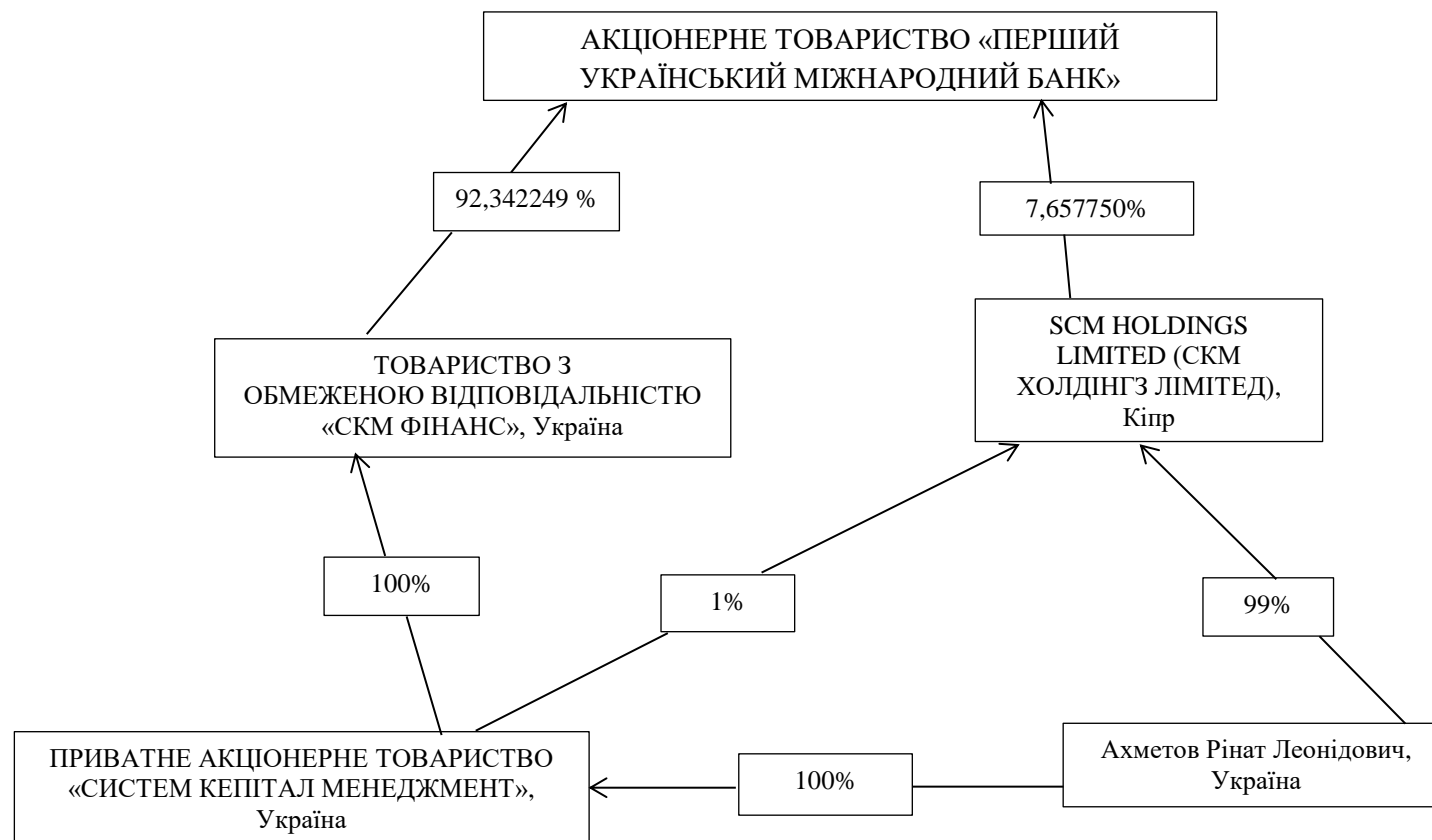 АКЦІОНЕРНЕ ТОВАРИСТВО «ПЕРШИЙ
УКРАЇНСЬКИЙ МІЖНАРОДНИЙ БАНК»
92,342249 %
7,657750%
ТОВАРИСТВО З
ОБМЕЖЕНОЮ ВІДПОВІДАЛЬНІСТЮ
«СКМ ФІНАНС», Україна
SCM HOLDINGS
LIMITED (СКМ
ХОЛДІНГЗ ЛІМІТЕД),
Кіпр
100%
1%
99%
ПРИВАТНЕ АКЦІОНЕРНЕ ТОВАРИСТВО
«СИСТЕМ КЕПІТАЛ МЕНЕДЖМЕНТ»,
Україна
100%
Ахметов Рінат Леонідович,
Україна